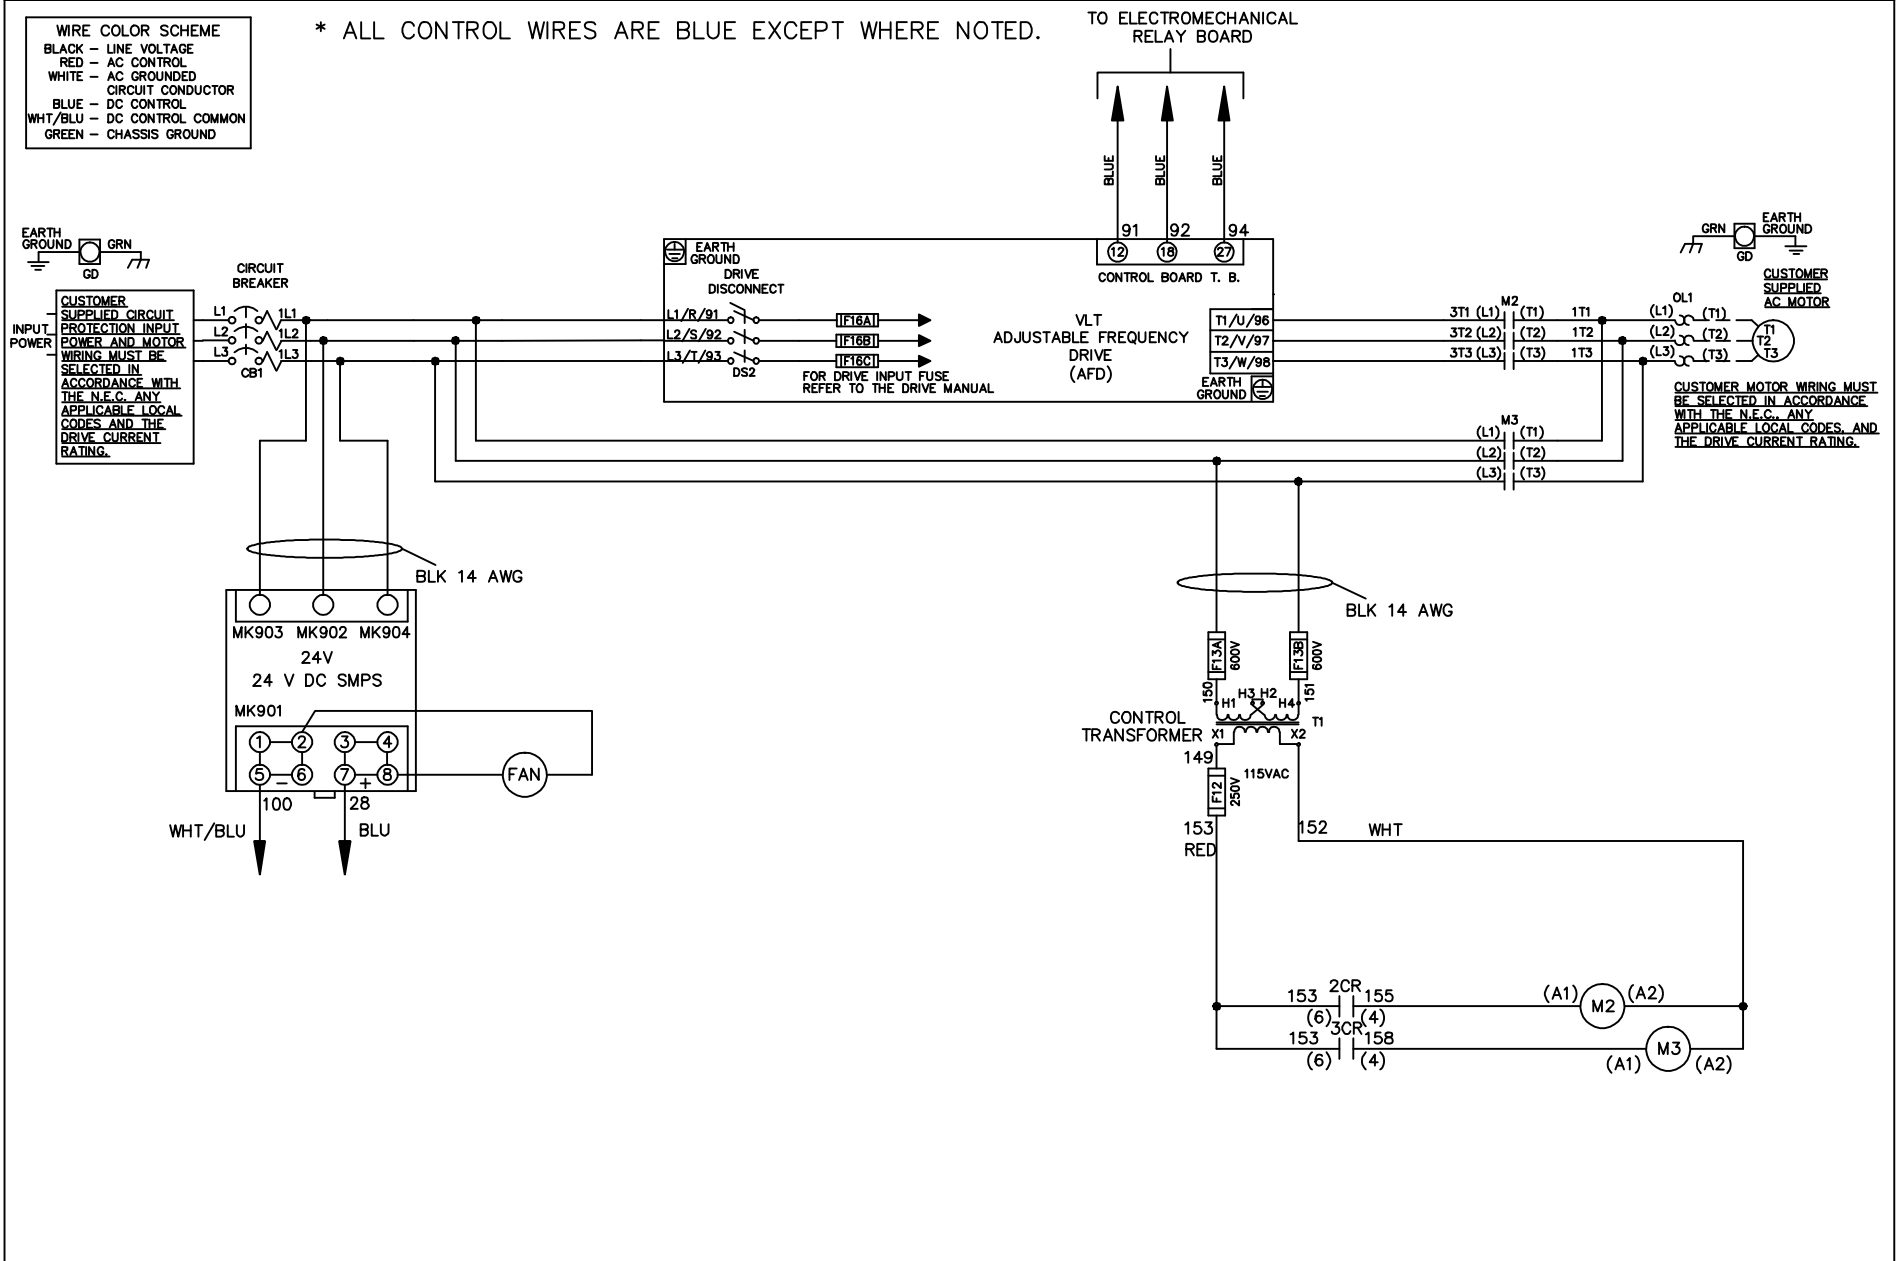 WIRE COLOR SCHEME
BLACK – LINE VOLTAGE
RED – AC CONTROL
WHITE – AC GROUNDED
CIRCUIT CONDUCTOR
BLUE – DC CONTROL
WHT/BLU – DC CONTROL COMMON
GREEN – CHASSIS GROUND
* ALL CONTROL WIRES ARE BLUE EXCEPT WHERE NOTED.
TO ELECTROMECHANICAL
RELAY BOARD
BLUE
BLUE
BLUE
91 92 94
12 18 27
CONTROL BOARD T. B.
EARTH
GROUND
GRN
GD
CIRCUIT
BREAKER
INPUT
POWER
CUSTOMER
SUPPLIED CIRCUIT
PROTECTION INPUT
POWER AND MOTOR
WIRING MUST BE
SELECTED IN
ACCORDANCE WITH
THE N.E.C. ANY
APPLICABLE LOCAL
CODES AND THE
DRIVE CURRENT
RATING.
L1 1L1
L2 1L2
L3 1L3
CB1
EARTH
GROUND
DRIVE
DISCONNECT
L1/R/91
L2/S/92
L3/T/93
DS2
F16A
F16B
F16C
FOR DRIVE INPUT FUSE
REFER TO THE DRIVE MANUAL
VLT
ADJUSTABLE FREQUENCY
DRIVE
(AFD)
T1/U/96
T2/V/97
T3/W/98
EARTH
GROUND
M2
3T1 (L1) (T1) 1T1
3T2 (L2) (T2) 1T2
3T3 (L3) (T3) 1T3
OL1
(L1) (T1)
(L2) (T2)
(L3) (T3)
T1
T2
T3
GRN
EARTH
GROUND
GD
CUSTOMER
SUPPLIED
AC MOTOR
CUSTOMER MOTOR WIRING MUST
BE SELECTED IN ACCORDANCE
WITH THE N.E.C., ANY
APPLICABLE LOCAL CODES, AND
THE DRIVE CURRENT RATING.
M3
(L1) (T1)
(L2) (T2)
(L3) (T3)
BLK 14 AWG
MK903 MK902 MK904
24V
24 V DC SMPS
MK901
1 2 3 4
5 – 6 7 + 8
FAN
100 28
WHT/BLU BLU
BLK 14 AWG
F13A
600V
F13B
600V
150
151
H1 H3 H2 H4
T1
CONTROL
TRANSFORMER
X1 X2
149
115VAC
F12
250V
153
RED
152 WHT
153 2CR 155
(6) (4)
(A1) M2 (A2)
153 3CR 158
(6) (4)
(A1) M3 (A2)